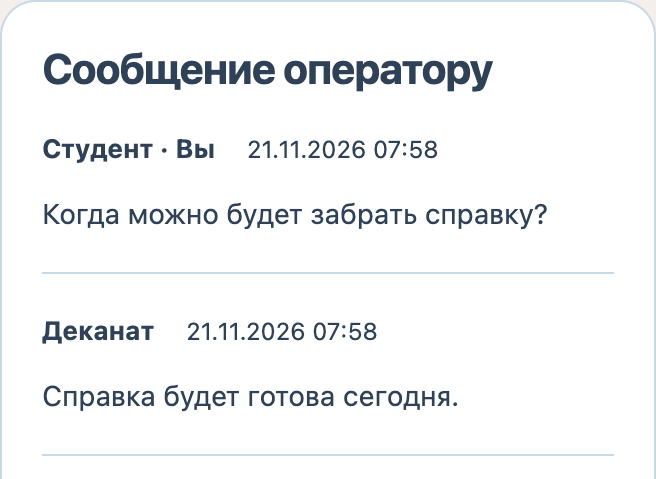 Сообщение оператору
Студент · Вы 21.11.2026 07:58
Когда можно будет забрать справку?
Деканат 21.11.2026 07:58
Справка будет готова сегодня.